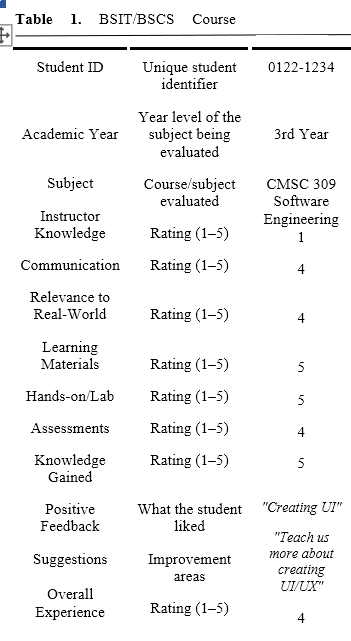 Table 1. BSIT/BSCS Course
Student ID Unique student identifier 0122-1234
Academic Year Year level of the subject being evaluated 3rd Year
Subject Course/subject evaluated CMSC 309 Software Engineering
Instructor Knowledge Rating (1–5) 1
Communication Rating (1–5) 4
Relevance to Real-World Rating (1–5) 4
Learning Materials Rating (1–5) 5
Hands-on/Lab Rating (1–5) 5
Assessments Rating (1–5) 4
Knowledge Gained Rating (1–5) 5
Positive Feedback What the student liked "Creating UI"
Suggestions Improvement areas "Teach us more about creating UI/UX"
Overall Experience Rating (1–5) 4